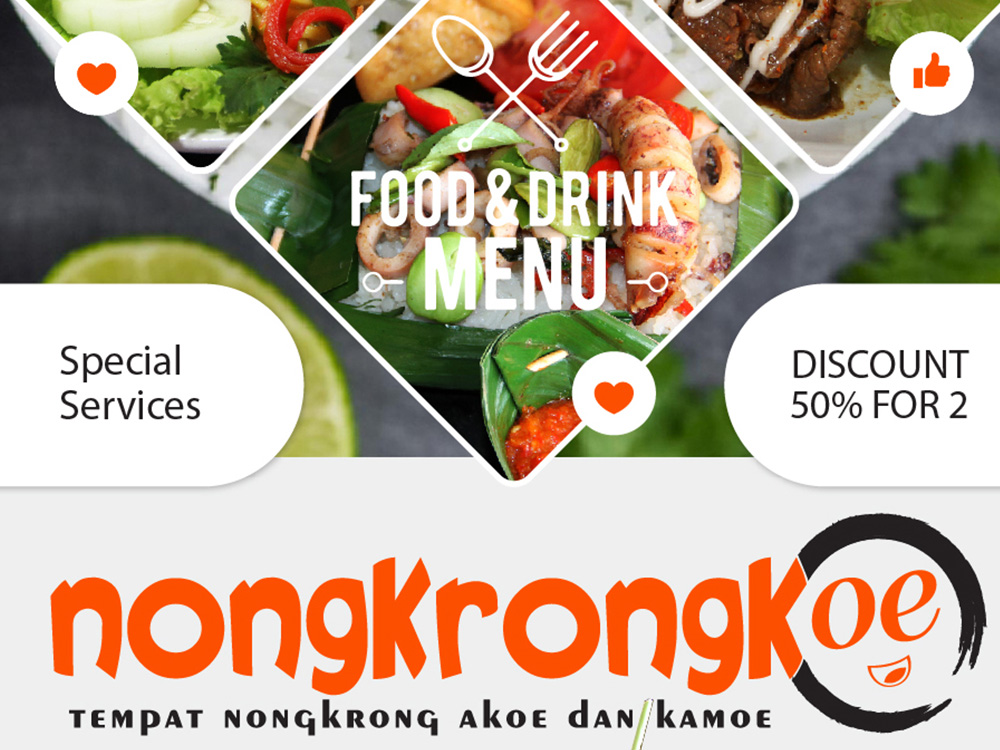 FOOD & DRINK
MENU
Special
Services
DISCOUNT
50% FOR 2
nongkrongkoe
TEMPAT NONGKRONG AKOE DAN KAMOE